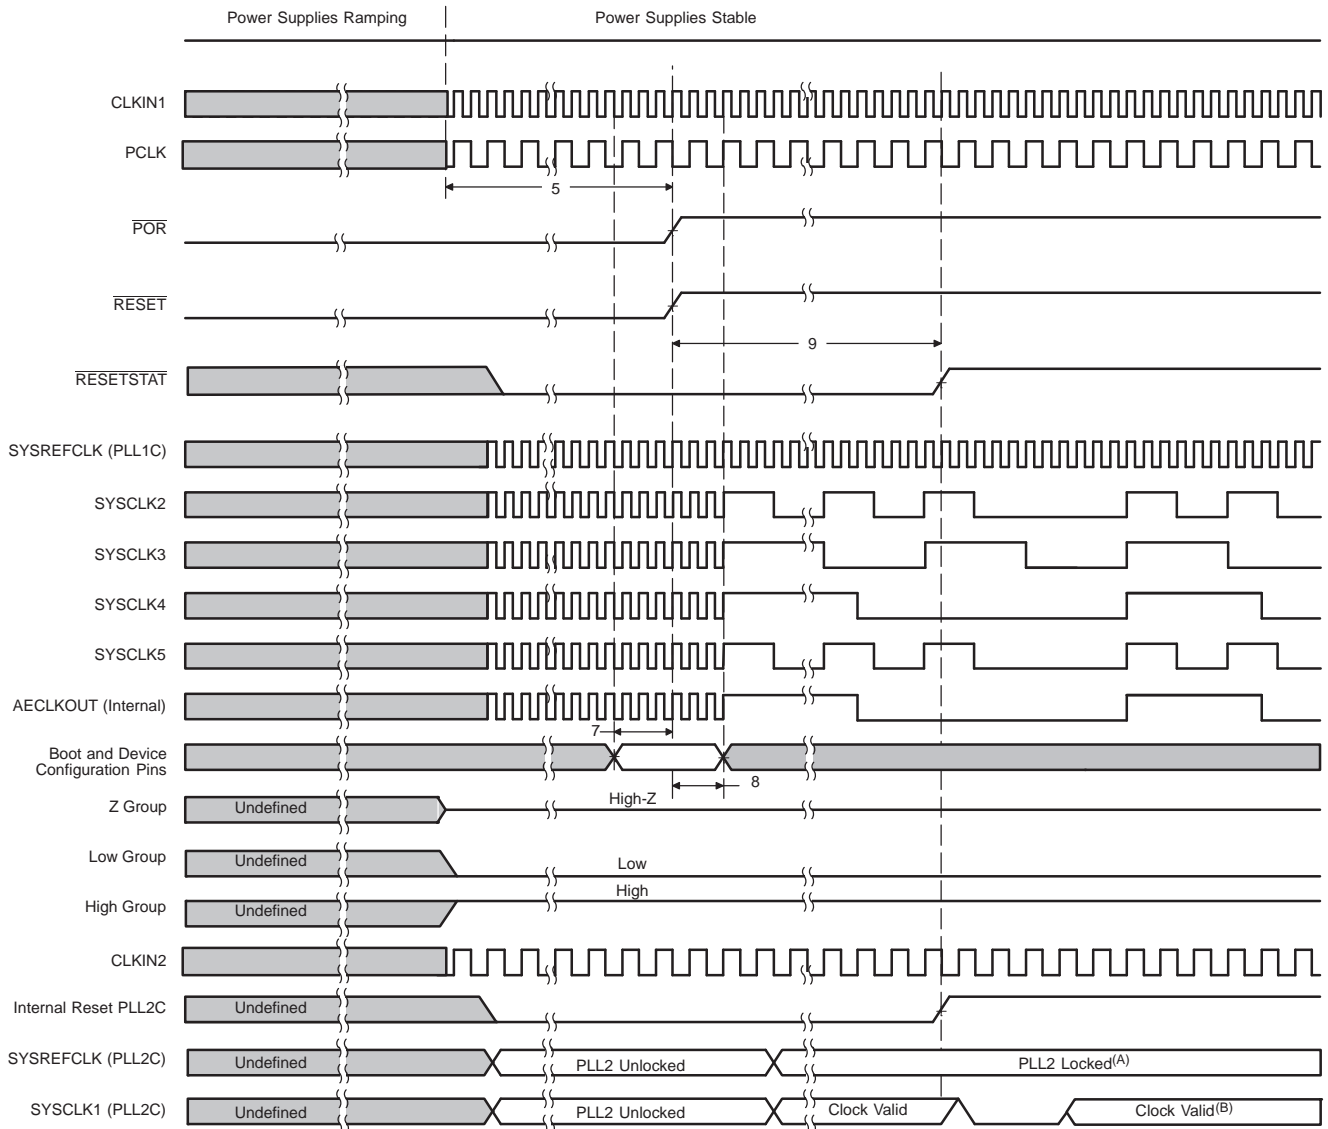 Power Supplies Ramping
Power Supplies Stable
CLKIN1
PCLK
5
POR
RESET
9
RESETSTAT
SYSREFCLK (PLL1C)
SYSCLK2
SYSCLK3
SYSCLK4
SYSCLK5
AECLKOUT (Internal)
7
Boot and Device
Configuration Pins
8
Z Group
Undefined
High-Z
Low Group
Undefined
Low
High Group
Undefined
High
CLKIN2
Internal Reset PLL2C
Undefined
SYSREFCLK (PLL2C)
Undefined
PLL2 Unlocked
PLL2 Locked(A)
SYSCLK1 (PLL2C)
Undefined
PLL2 Unlocked
Clock Valid
Clock Valid(B)